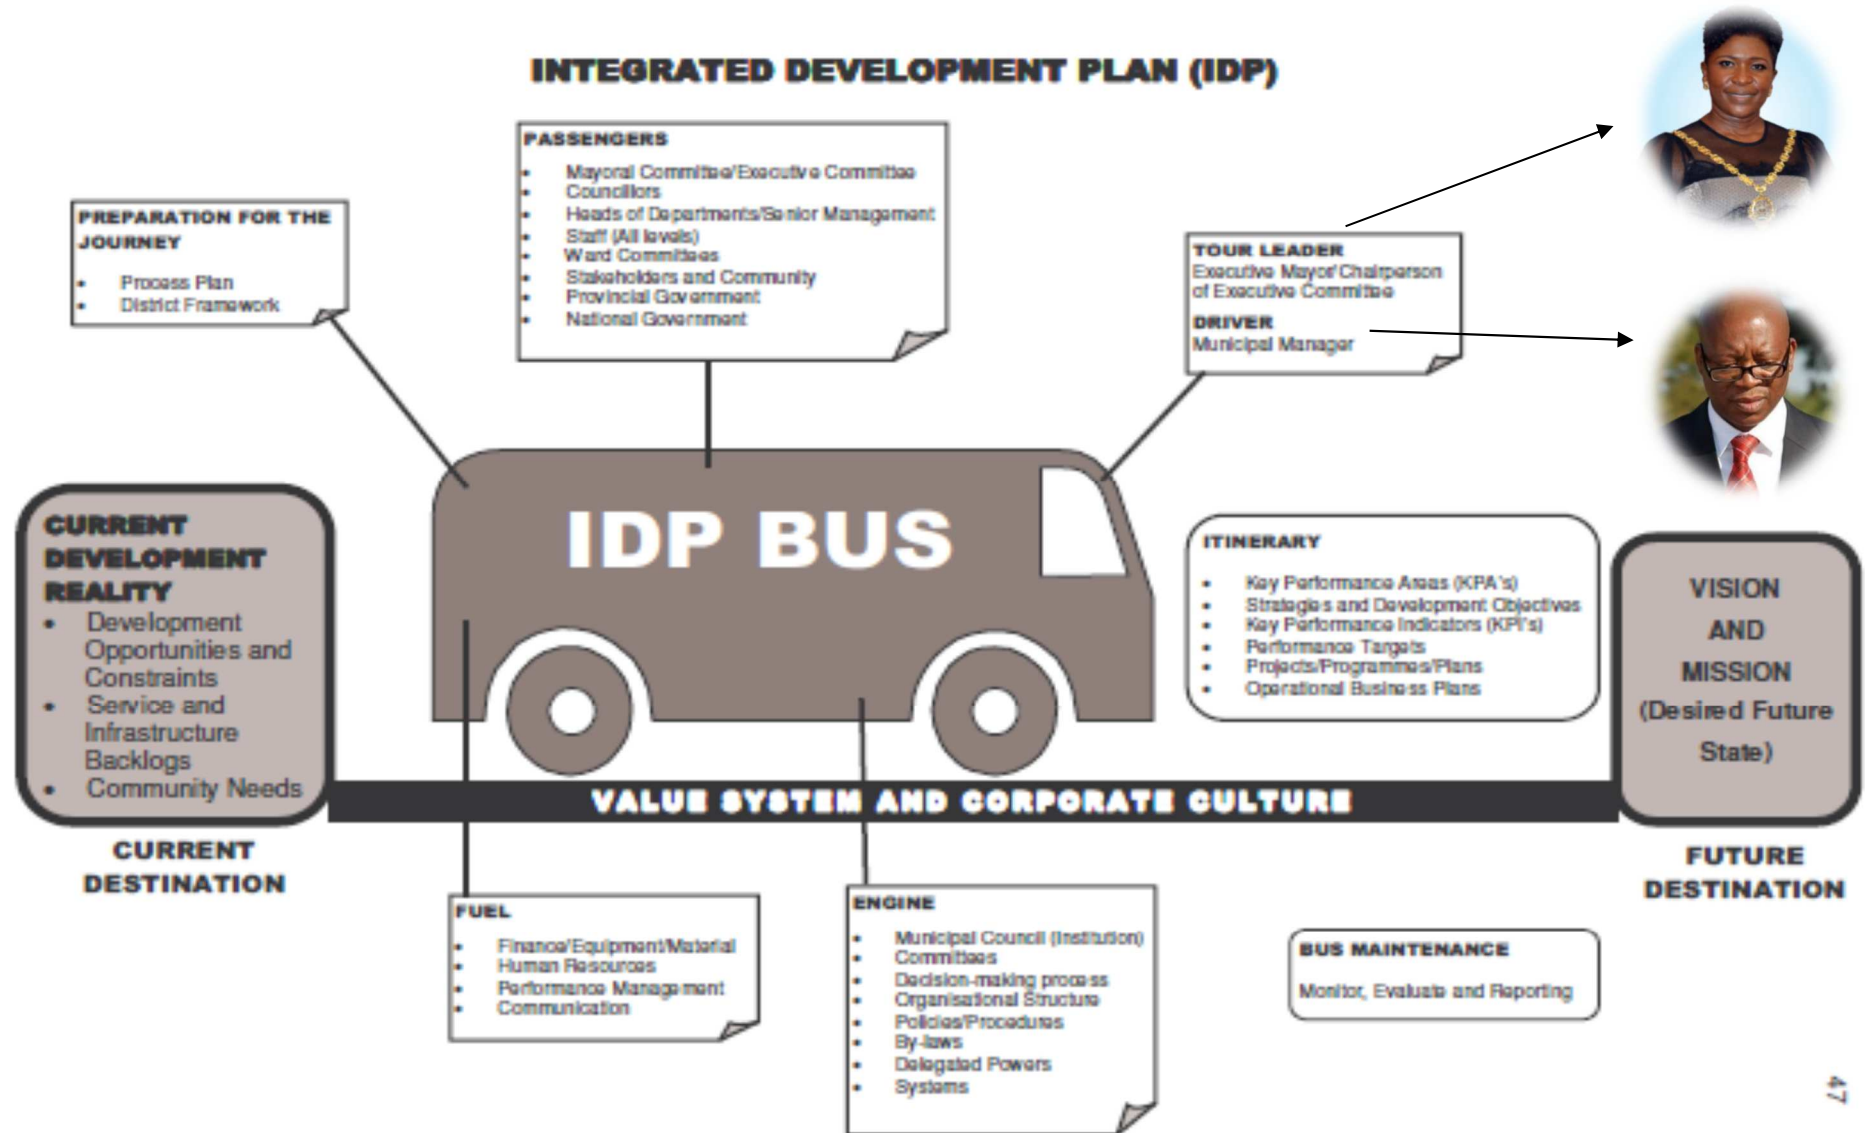 INTEGRATED DEVELOPMENT PLAN (IDP)
PREPARATION FOR THE
JOURNEY
• Process Plan
• District Framework
PASSENGERS
• Mayoral Committee/Executive Committee
• Councillors
• Heads of Departments/Senior Management
• Staff (All levels)
• Ward Committees
• Stakeholders and Community
• Provincial Government
• National Government
TOUR LEADER
Executive Mayor/Chairperson
of Executive Committee
DRIVER
Municipal Manager
CURRENT
DEVELOPMENT
REALITY
• Development
Opportunities and
Constraints
• Service and
Infrastructure
Backlogs
• Community Needs
CURRENT
DESTINATION
IDP BUS
ITINERARY
• Key Performance Areas (KPA's)
• Strategies and Development Objectives
• Key Performance Indicators (KPI's)
• Performance Targets
• Projects/Programmes/Plans
• Operational Business Plans
VISION
AND
MISSION
(Desired Future
State)
FUTURE
DESTINATION
VALUE SYSTEM AND CORPORATE CULTURE
FUEL
• Finance/Equipment/Material
• Human Resources
• Performance Management
• Communication
ENGINE
• Municipal Council (Institution)
• Committees
• Decision-making process
• Organisational Structure
• Policies/Procedures
• By-laws
• Delegated Powers
• Systems
BUS MAINTENANCE
Monitor, Evaluate and Reporting
47